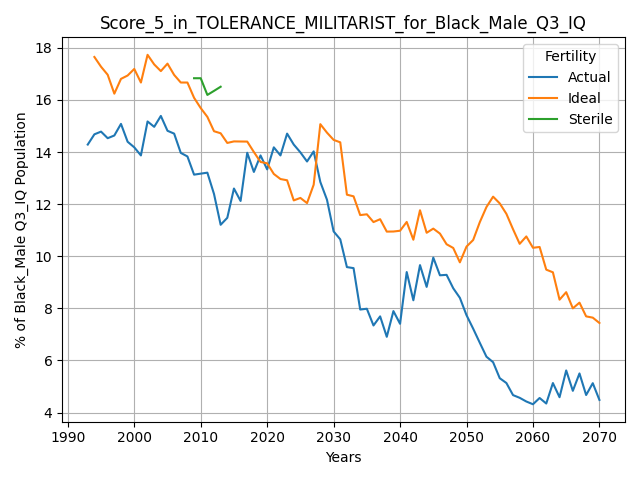 Score_5_in_TOLERANCE_MILITARIST_for_Black_Male_Q3_IQ
% of Black_Male Q3_IQ Population
18
16
14
12
10
8
6
4
Fertility
Actual
Ideal
Sterile
1990 2000 2010 2020 2030 2040 2050 2060 2070
Years